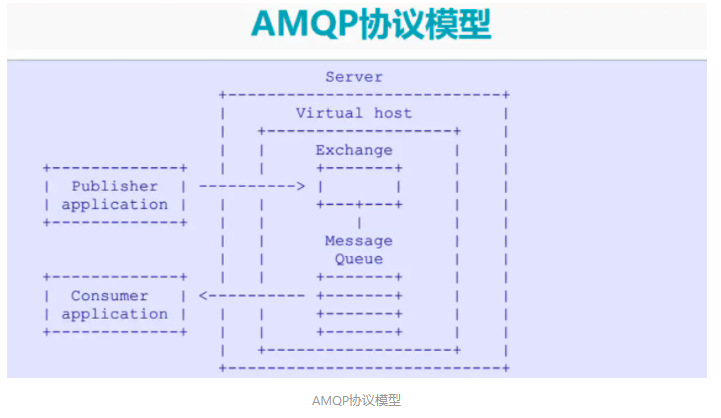 AMQP协议模型
Server
Virtual host
Exchange
Publisher
application
Message
Queue
Consumer
application
AMQP协议模型